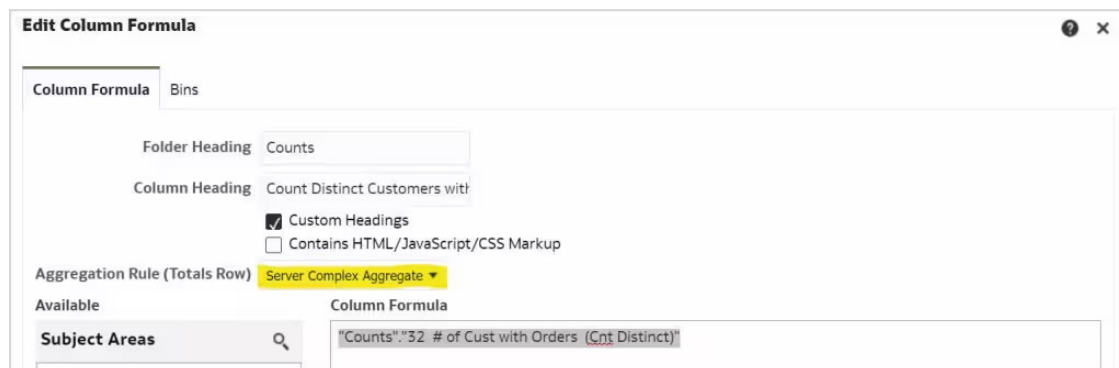 Edit Column Formula
Column Formula Bins
Folder Heading Counts
Column Heading Count Distinct Customers with
Custom Headings
Contains HTML/JavaScript/CSS Markup
Aggregation Rule (Totals Row) Server Complex Aggregate
Available Column Formula
Subject Areas "Counts"."32 # of Cust with Orders (Cnt Distinct)"